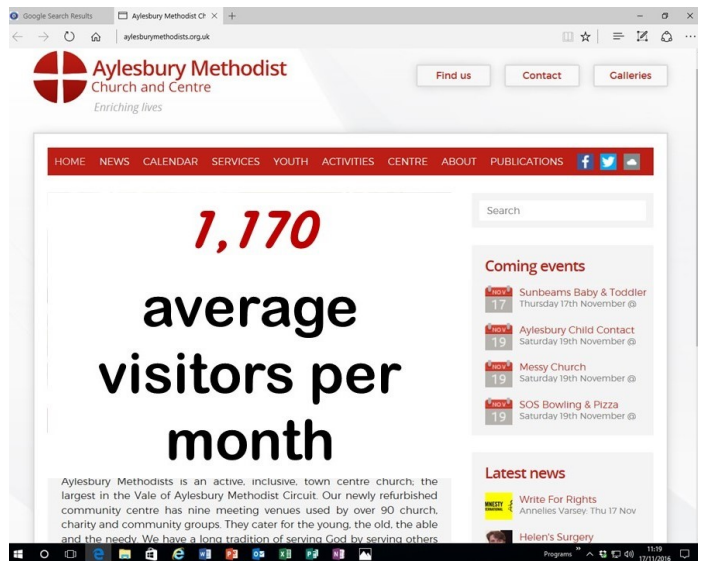 Google Search Results
Aylesbury Methodist Ch
aylesburymethodists.org.uk
Aylesbury Methodist
Church and Centre
Enriching lives
Find us Contact Galleries
HOME NEWS CALENDAR SERVICES YOUTH ACTIVITIES CENTRE ABOUT PUBLICATIONS
1,170
average
visitors per
month
Aylesbury Methodists is an active, inclusive, town centre church; the
largest in the Vale of Aylesbury Methodist Circuit. Our newly refurbished
community centre has nine meeting venues used by over 90 church,
charity and community groups. They cater for the young, the old, the able
and the needy. We have a long tradition of serving God by serving others
Search
Coming events
NOV 17 Sunbeams Baby & Toddler
Thursday 17th November @
NOV 19 Aylesbury Child Contact
Saturday 19th November @
NOV 19 Messy Church
Saturday 19th November @
NOV 19 SOS Bowling & Pizza
Saturday 19th November @
Latest news
Write For Rights
Annelies Varsey: Thu 17 Nov
Helen's Surgery
Programs
11:19
17/11/2016